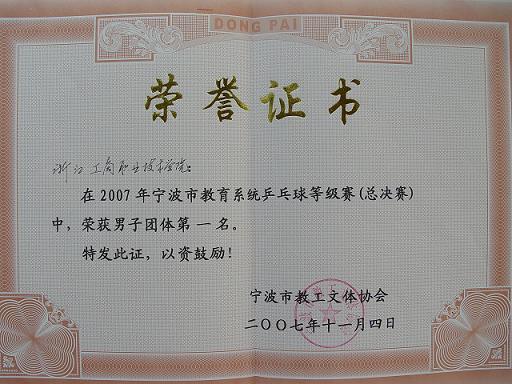 DONG PAI
荣誉证书
浙江工商职业技术学院：
在2007年宁波市教育系统乒乓球等级赛(总决赛)
中，荣获男子团体第一名。
特发此证，以资鼓励！
宁波市教工文体协会
二〇〇七年十一月四日